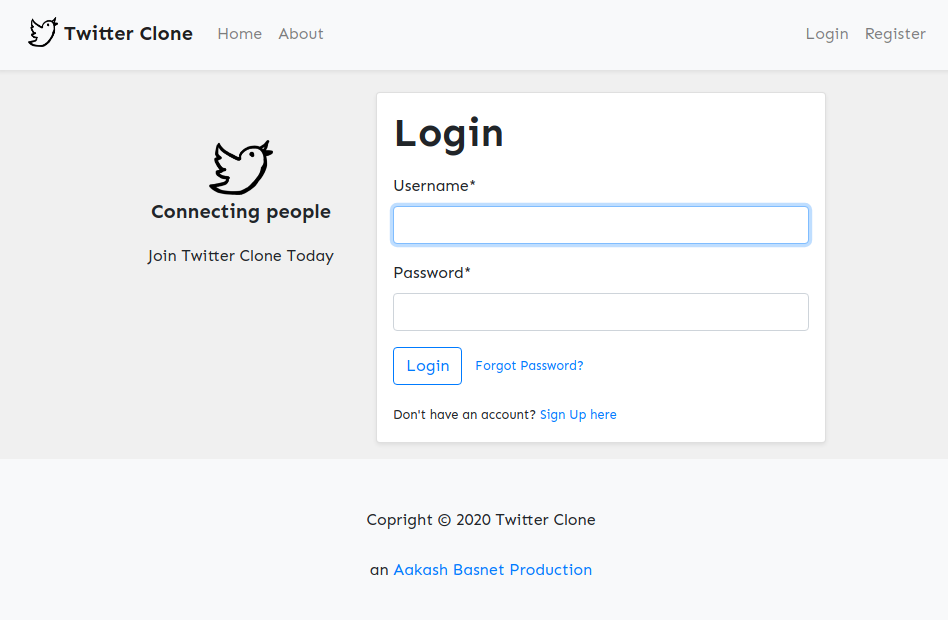 Twitter Clone Home About Login Register
Connecting people
Join Twitter Clone Today
Login
Username*
Password*
Login Forgot Password?
Don't have an account? Sign Up here
Copright © 2020 Twitter Clone
an Aakash Basnet Production